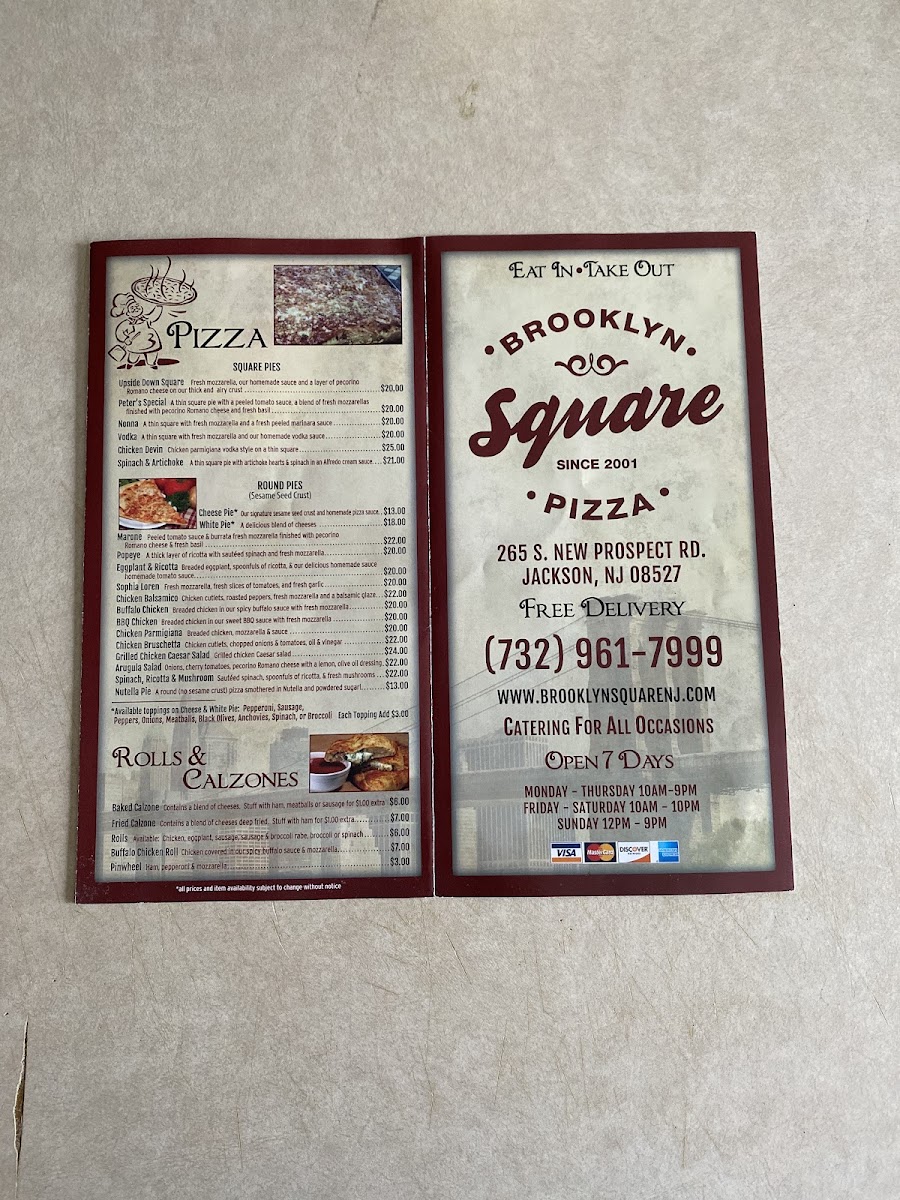 PIZZA
SQUARE PIES
Upside Down Square Fresh mozzarella, our homemade sauce and a layer of pecorino
Romano cheese on our thick and airy crust $20.00
Peter's Special A thin square pie with a peeled tomato sauce, a blend of fresh mozzarellas
finished with pecorino Romano cheese and fresh basil $20.00
Nonna A thin square with fresh mozzarella and a fresh peeled marinara sauce $20.00
Vodka A thin square with fresh mozzarella and our homemade vodka sauce $20.00
Chicken Devin Chicken parmigiana vodka style on a thin square $25.00
Spinach & Artichoke A thin square pie with artichoke hearts & spinach in an Alfredo cream sauce $21.00
ROUND PIES
(Sesame Seed Crust)
Cheese Pie* Our signature sesame seed crust and homemade pizza sauce $13.00
White Pie* A delicious blend of cheeses $18.00
Marone Peeled tomato sauce & burrata fresh mozzarella finished with pecorino
Romano cheese & fresh basil $22.00
Popeye A thick layer of ricotta with sautéed spinach and fresh mozzarella $20.00
Eggplant & Ricotta Breaded eggplant, spoonfuls of ricotta, & our delicious homemade sauce
homemade tomato sauce $20.00
Sophia Loren Fresh mozzarella, fresh slices of tomatoes, and fresh garlic $20.00
Chicken Balsamico Chicken cutlets, roasted peppers, fresh mozzarella and a balsamic glaze $22.00
Buffalo Chicken Breaded chicken in our spicy buffalo sauce with fresh mozzarella $20.00
BBQ Chicken Breaded chicken in our sweet BBQ sauce with fresh mozzarella $20.00
Chicken Parmigiana Breaded chicken, mozzarella & sauce $20.00
Chicken Bruschetta Chicken cutlets, chopped onions & tomatoes, oil & vinegar $22.00
Grilled Chicken Caesar Salad Grilled chicken Caesar salad $24.00
Arugula Salad Onions, cherry tomatoes, pecorino Romano cheese with a lemon, olive oil dressing $22.00
Spinach, Ricotta & Mushroom Sautéed spinach, spoonfuls of ricotta, & fresh mushrooms $22.00
Nutella Pie A round (no sesame crust) pizza smothered in Nutella and powdered sugar! $13.00
*Available toppings on Cheese & White Pie: Pepperoni, Sausage,
Peppers, Onions, Meatballs, Black Olives, Anchovies, Spinach, or Broccoli Each Topping Add $3.00
ROLLS &
CALZONES
Baked Calzone Contains a blend of cheeses. Stuff with ham, meatballs or sausage for $1.00 extra $6.00
Fried Calzone Contains a blend of cheeses deep fried. Stuff with ham for $1.00 extra $7.00
Rolls Available: Chicken, eggplant, sausage, sausage & broccoli rabe, broccoli or spinach $6.00
Buffalo Chicken Roll Chicken covered in our spicy buffalo sauce & mozzarella $7.00
Pinwheel Ham, pepperoni & mozzarella $3.00
*all prices and item availability subject to change without notice
EAT IN • TAKE OUT
• BROOKLYN •
Square
SINCE 2001
• PIZZA •
265 S. NEW PROSPECT RD.
JACKSON, NJ 08527
FREE DELIVERY
(732) 961-7999
WWW.BROOKLYNSQUARENJ.COM
CATERING FOR ALL OCCASIONS
OPEN 7 DAYS
MONDAY - THURSDAY 10AM-9PM
FRIDAY - SATURDAY 10AM - 10PM
SUNDAY 12PM - 9PM
VISA MasterCard DISCOVER